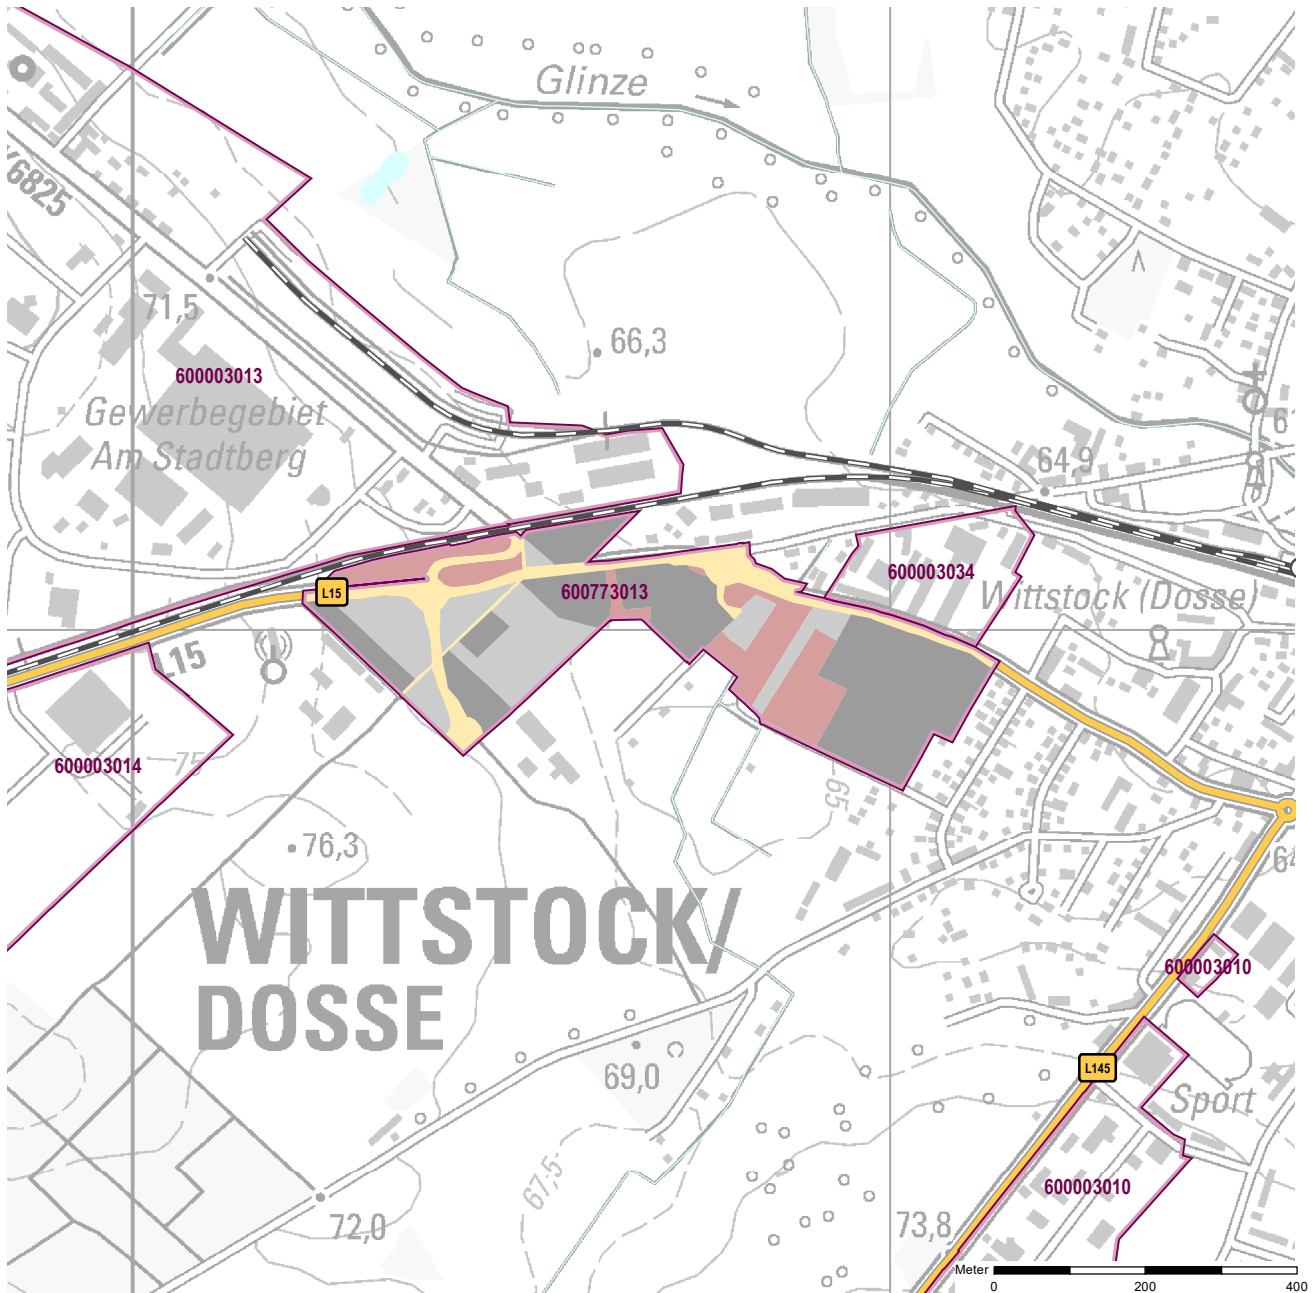 Glinze
K6825
71,5
66,3
600003013
Gewerbegebiet
Am Stadtberg
64,9
600003034
600773013
L15
Wittstock (Dosse)
L15
600003014
75
65
76,3
WITTSTOCK/
DOSSE
600003010
69,0
L145
Sport
67,5
600003010
72,0
73,8
Meter
0
200
400